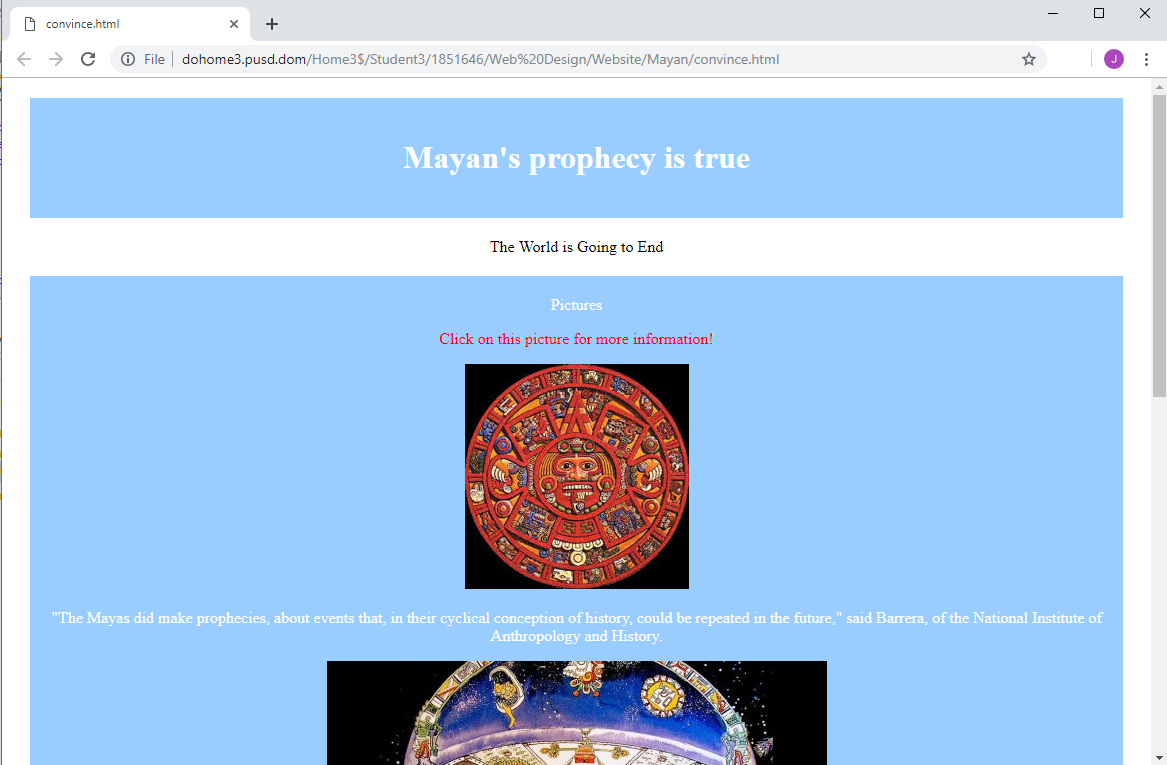 convince.html
File
dohome3.pusd.dom/Home3$/Student3/1851646/Web%20Design/Website/Mayan/convince.html
J
Mayan's prophecy is true
The World is Going to End
Pictures
Click on this picture for more information!
"The Mayas did make prophecies, about events that, in their cyclical conception of history, could be repeated in the future," said Barrera, of the National Institute of
Anthropology and History.